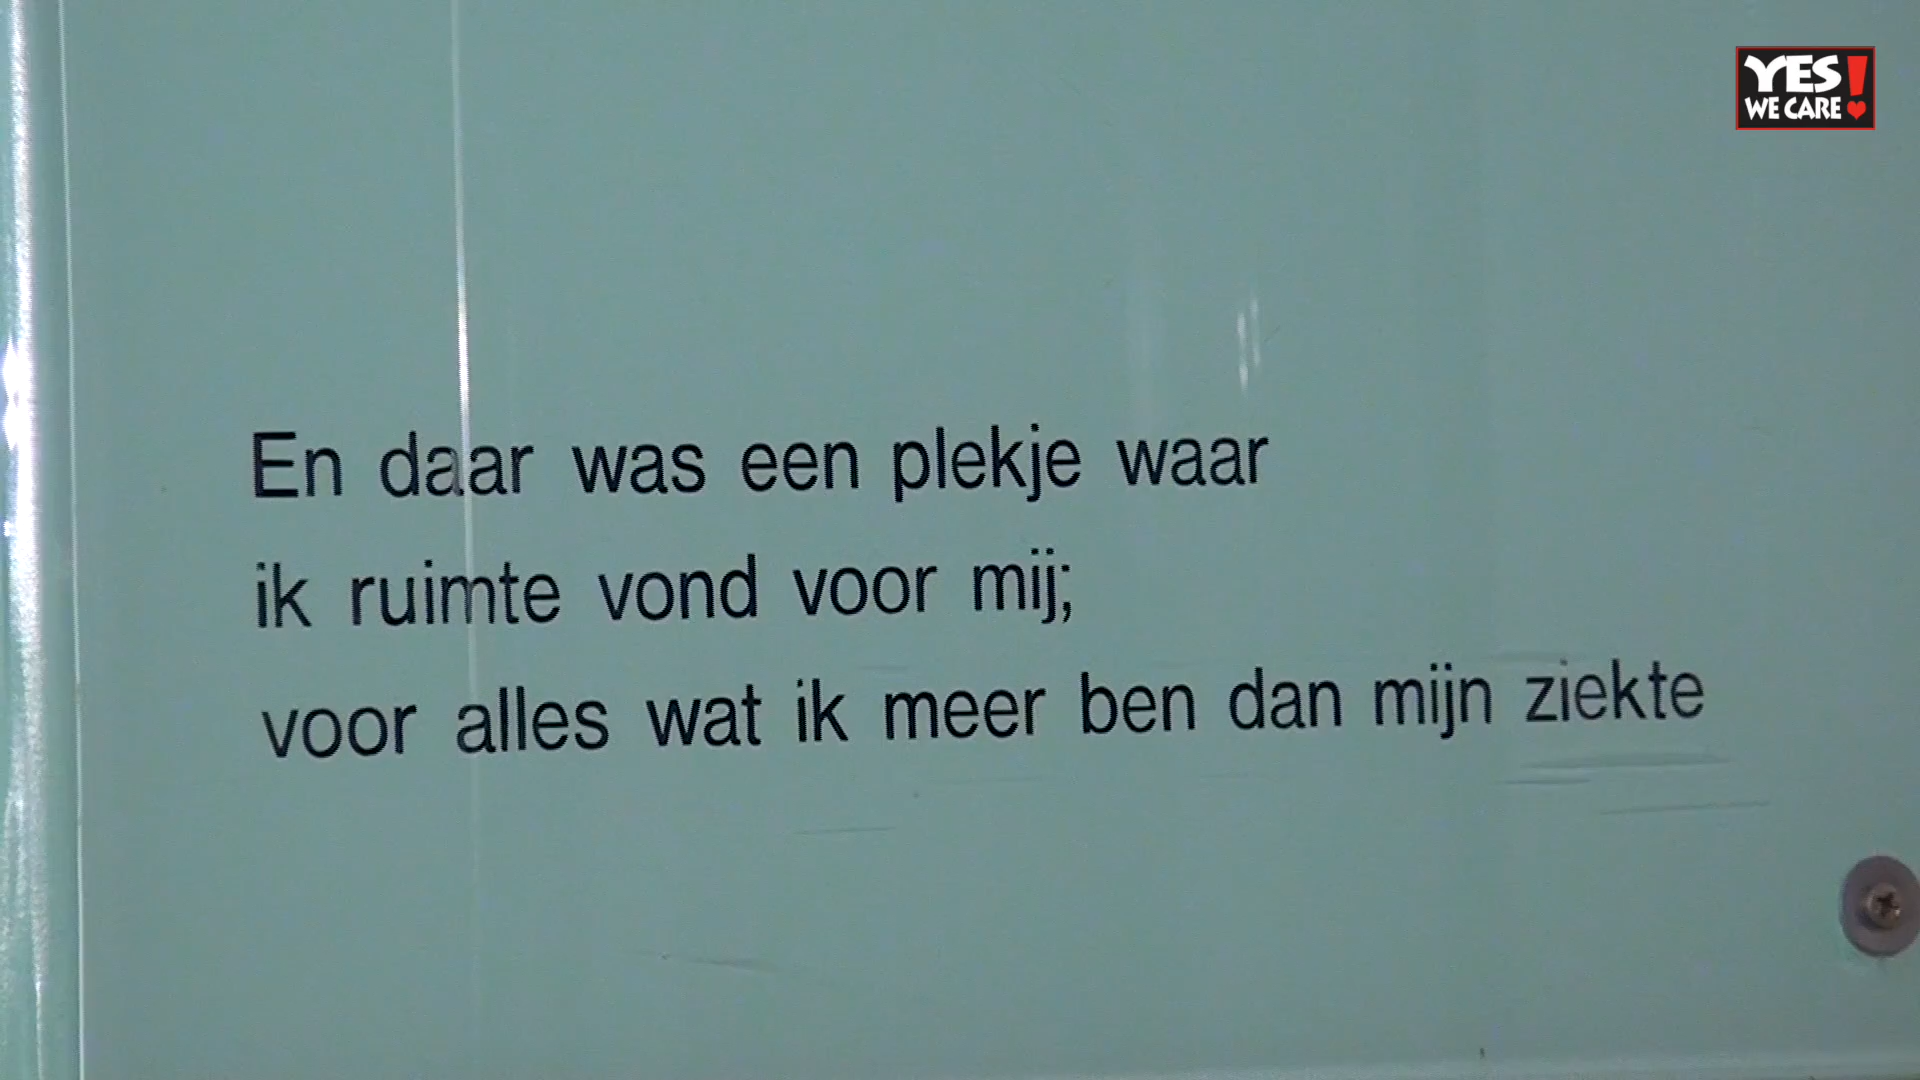 YES!
WE CARE
En daar was een plekje waar
ik ruimte vond voor mij;
voor alles wat ik meer ben dan mijn ziekte